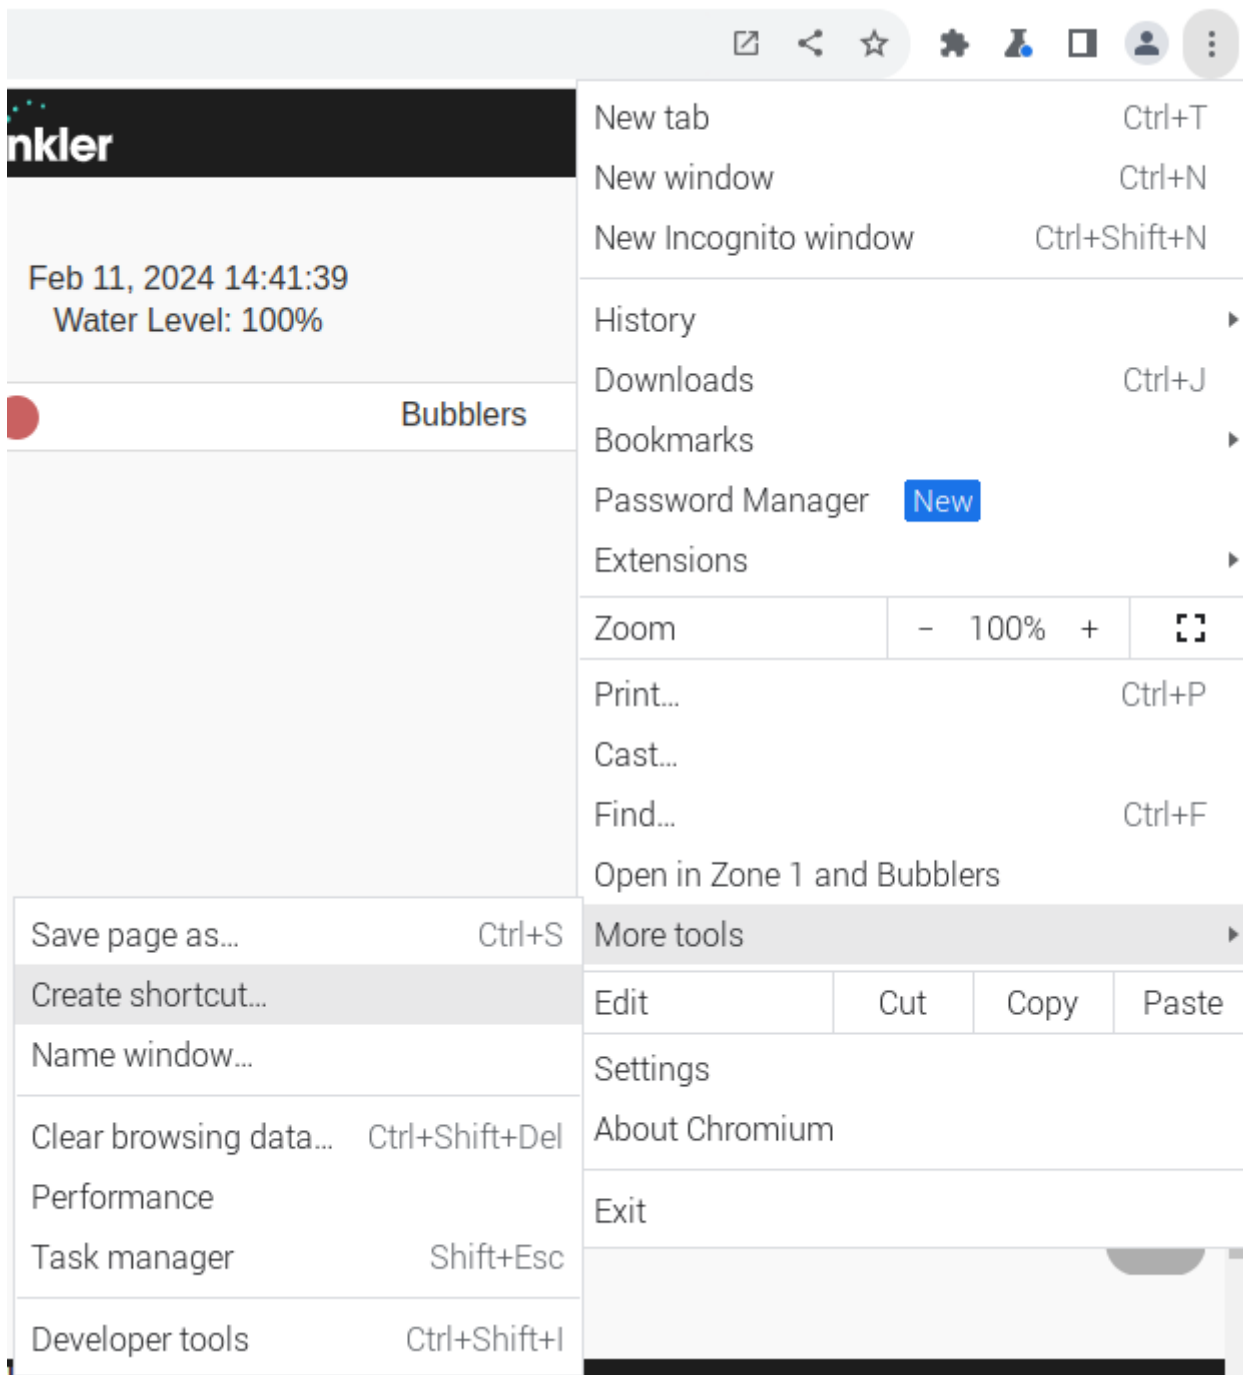 nkler
Feb 11, 2024 14:41:39
Water Level: 100%
Bubblers
New tab Ctrl+T
New window Ctrl+N
New Incognito window Ctrl+Shift+N
History
Downloads Ctrl+J
Bookmarks
Password Manager New
Extensions
Zoom - 100% +
Print... Ctrl+P
Cast...
Find... Ctrl+F
Open in Zone 1 and Bubblers
More tools
Edit Cut Copy Paste
Settings
About Chromium
Exit
Save page as... Ctrl+S
Create shortcut...
Name window...
Clear browsing data... Ctrl+Shift+Del
Performance
Task manager Shift+Esc
Developer tools Ctrl+Shift+I